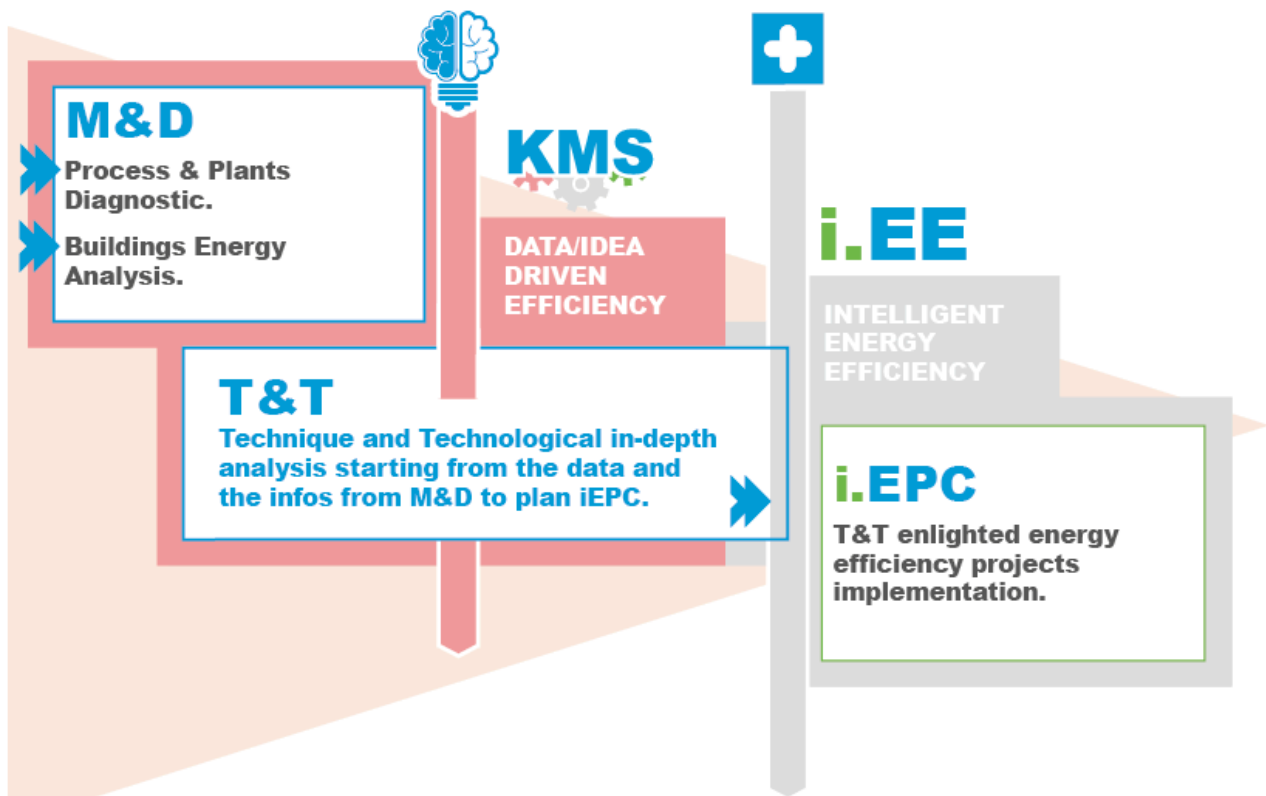 M&D
Process & Plants
Diagnostic.
Buildings Energy
Analysis.
KMS
DATA/IDEA
DRIVEN
EFFICIENCY
T&T
Technique and Technological in-depth
analysis starting from the data and
the infos from M&D to plan iEPC.
i.EE
INTELLIGENT
ENERGY
EFFICIENCY
i.EPC
T&T enlighted energy
efficiency projects
implementation.